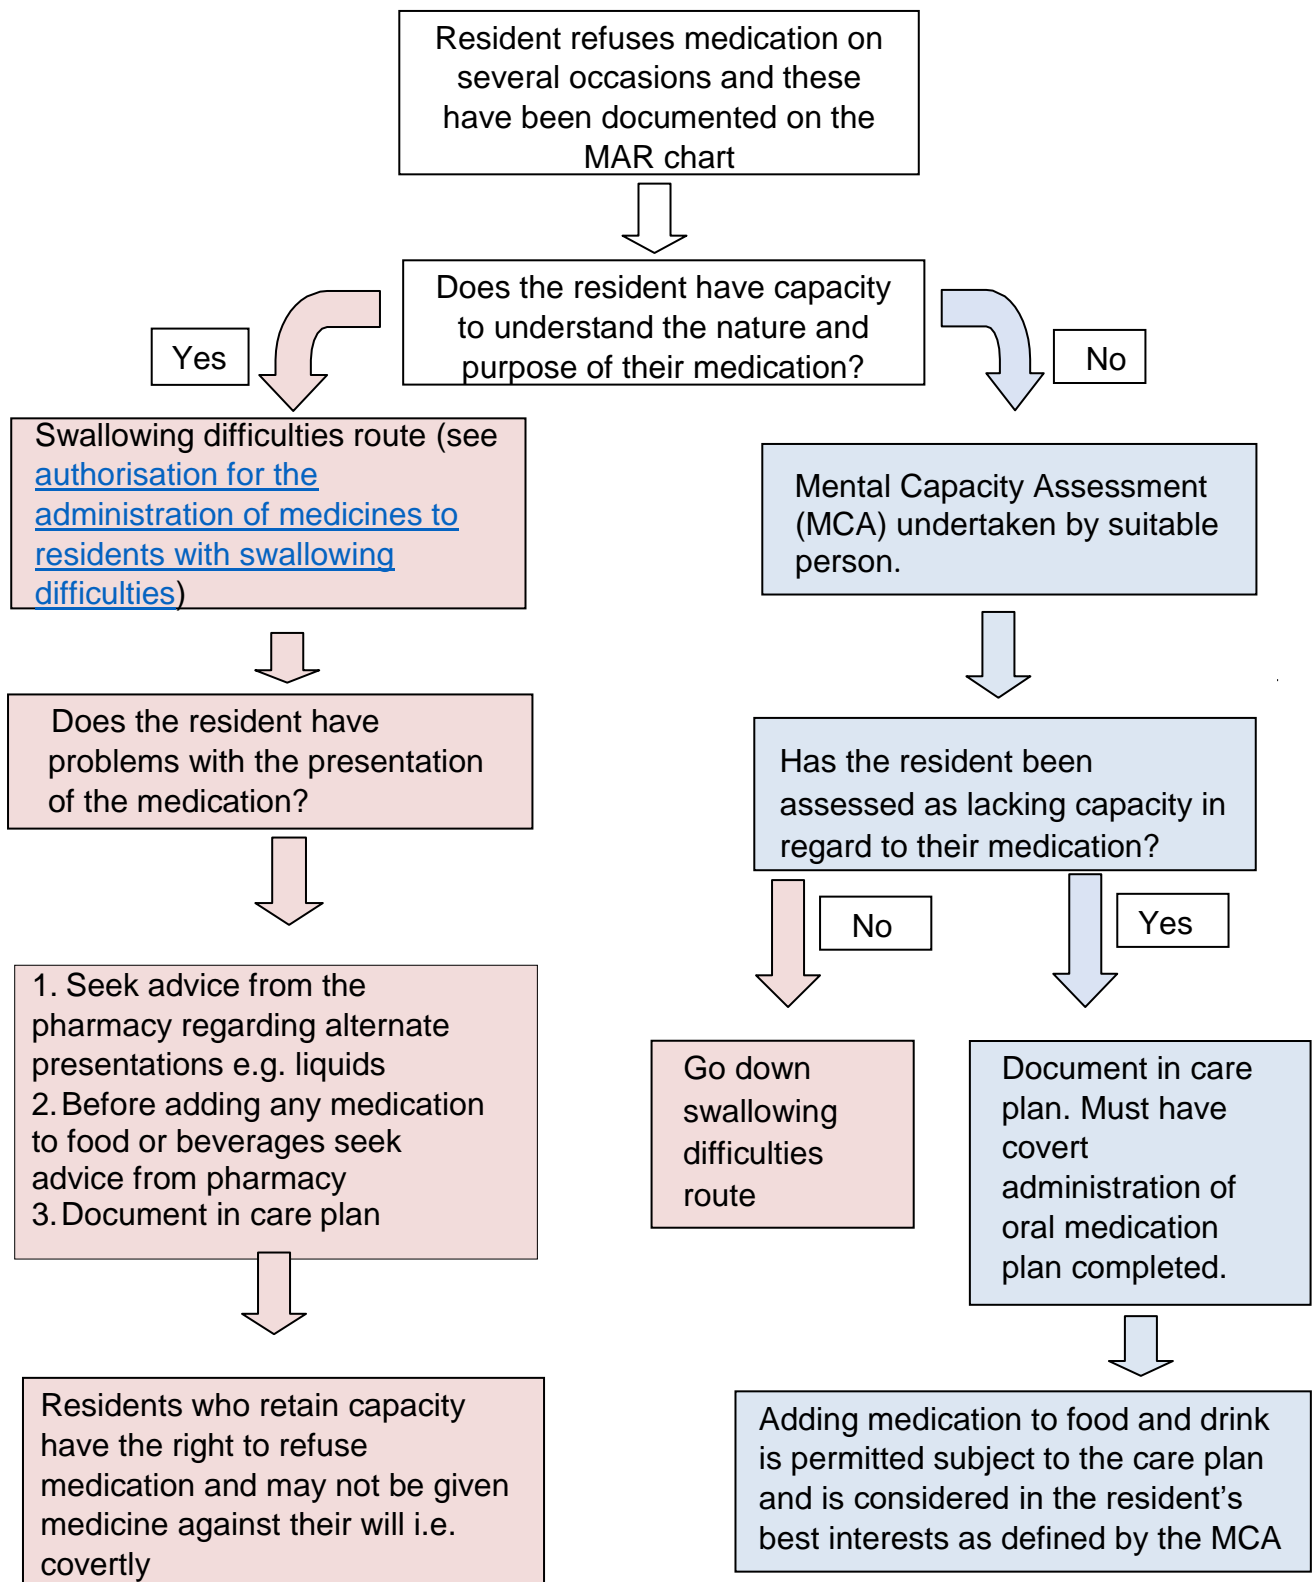 Resident refuses medication on
several occasions and these
have been documented on the
MAR chart
Does the resident have capacity
to understand the nature and
purpose of their medication?
Yes
No
Swallowing difficulties route (see
authorisation for the
administration of medicines to
residents with swallowing
difficulties)
Mental Capacity Assessment
(MCA) undertaken by suitable
person.
Does the resident have
problems with the presentation
of the medication?
Has the resident been
assessed as lacking capacity in
regard to their medication?
No
Yes
1. Seek advice from the
pharmacy regarding alternate
presentations e.g. liquids
2. Before adding any medication
to food or beverages seek
advice from pharmacy
3. Document in care plan
Go down
swallowing
difficulties
route
Document in care
plan. Must have
covert
administration of
oral medication
plan completed.
Residents who retain capacity
have the right to refuse
medication and may not be given
medicine against their will i.e.
covertly
Adding medication to food and drink
is permitted subject to the care plan
and is considered in the resident’s
best interests as defined by the MCA